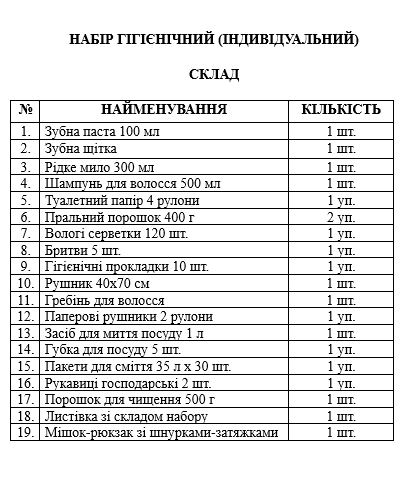 НАБІР ГІГІЄНІЧНИЙ (ІНДИВІДУАЛЬНИЙ)
СКЛАД
№ НАЙМЕНУВАННЯ КІЛЬКІСТЬ
1. Зубна паста 100 мл 1 шт.
2. Зубна щітка 1 шт.
3. Рідке мило 300 мл 1 шт.
4. Шампунь для волосся 500 мл 1 шт.
5. Туалетний папір 4 рулони 1 уп.
6. Пральний порошок 400 г 2 уп.
7. Вологі серветки 120 шт. 1 уп.
8. Бритви 5 шт. 1 уп.
9. Гігієнічні прокладки 10 шт. 1 уп.
10. Рушник 40х70 см 1 шт.
11. Гребінь для волосся 1 шт.
12. Паперові рушники 2 рулони 1 уп.
13. Засіб для миття посуду 1 л 1 шт.
14. Губка для посуду 5 шт. 1 уп.
15. Пакети для сміття 35 л х 30 шт. 1 уп.
16. Рукавиці господарські 2 шт. 1 уп.
17. Порошок для чищення 500 г 1 шт.
18. Листівка зі складом набору 1 шт.
19. Мішок-рюкзак зі шнурками-затяжками 1 шт.